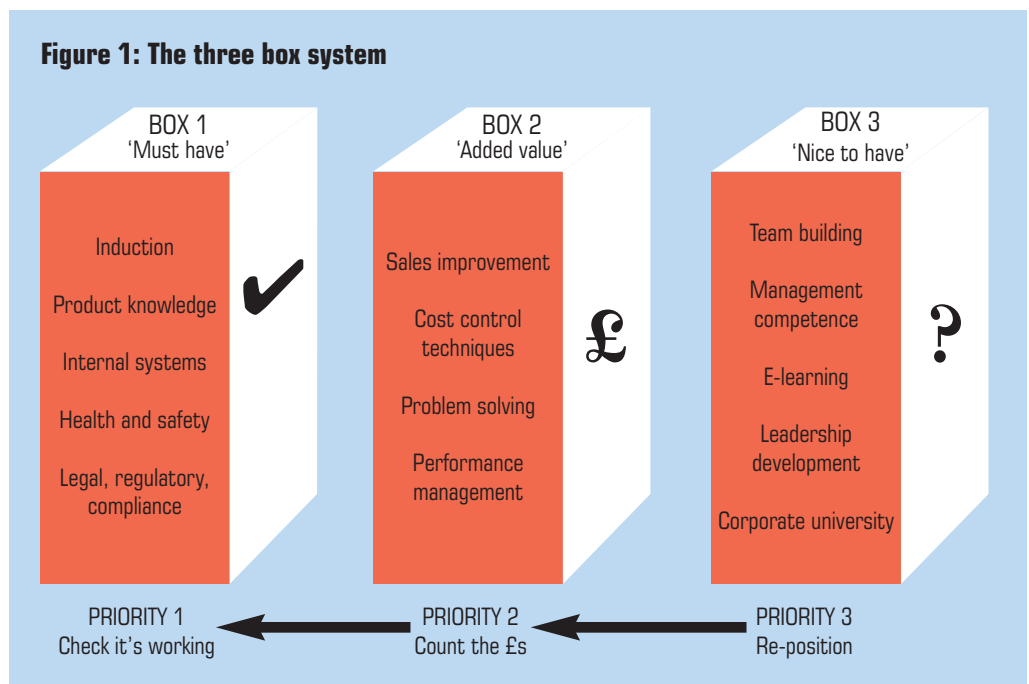 Figure 1: The three box system
BOX 1
'Must have'
Induction
Product knowledge
Internal systems
Health and safety
Legal, regulatory,
compliance
✔
BOX 2
'Added value'
Sales improvement
Cost control
techniques
Problem solving
Performance
management
£
BOX 3
'Nice to have'
Team building
Management
competence
E-learning
Leadership
development
Corporate university
?
PRIORITY 1
Check it's working
PRIORITY 2
Count the £s
PRIORITY 3
Re-position